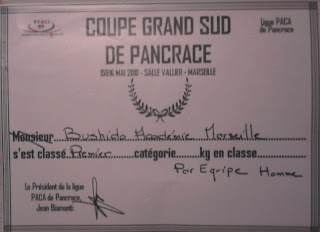 COUPE GRAND SUD
DE PANCRACE
Ligue PACA
de Pancrace
15&16 MAI 2010 - SALLE VALLIER - MARSEILLE
Monsieur Bushido Académie Marseille
s'est classé Premier catégorie kg en classe
Par Equipe Homme
Le Président de la ligue
PACA de Pancrace,
Jean Diamonti.